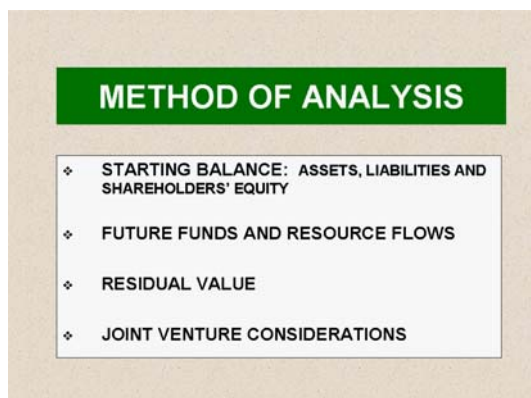 METHOD OF ANALYSIS
❖ STARTING BALANCE: ASSETS, LIABILITIES AND
SHAREHOLDERS' EQUITY
❖ FUTURE FUNDS AND RESOURCE FLOWS
❖ RESIDUAL VALUE
❖ JOINT VENTURE CONSIDERATIONS